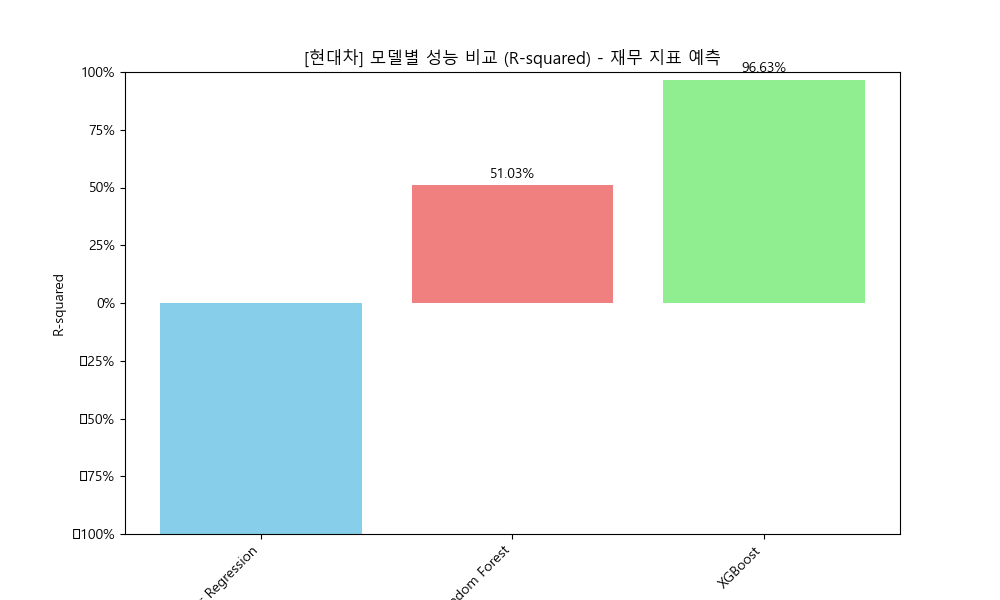 [현대차] 모델별 성능 비교 (R-squared) - 재무 지표 예측
100%
75%
50%
25%
0%
▯25%
▯50%
▯75%
▯100%
R-squared
51.03%
96.63%
Regression
dom Forest
XGBoost